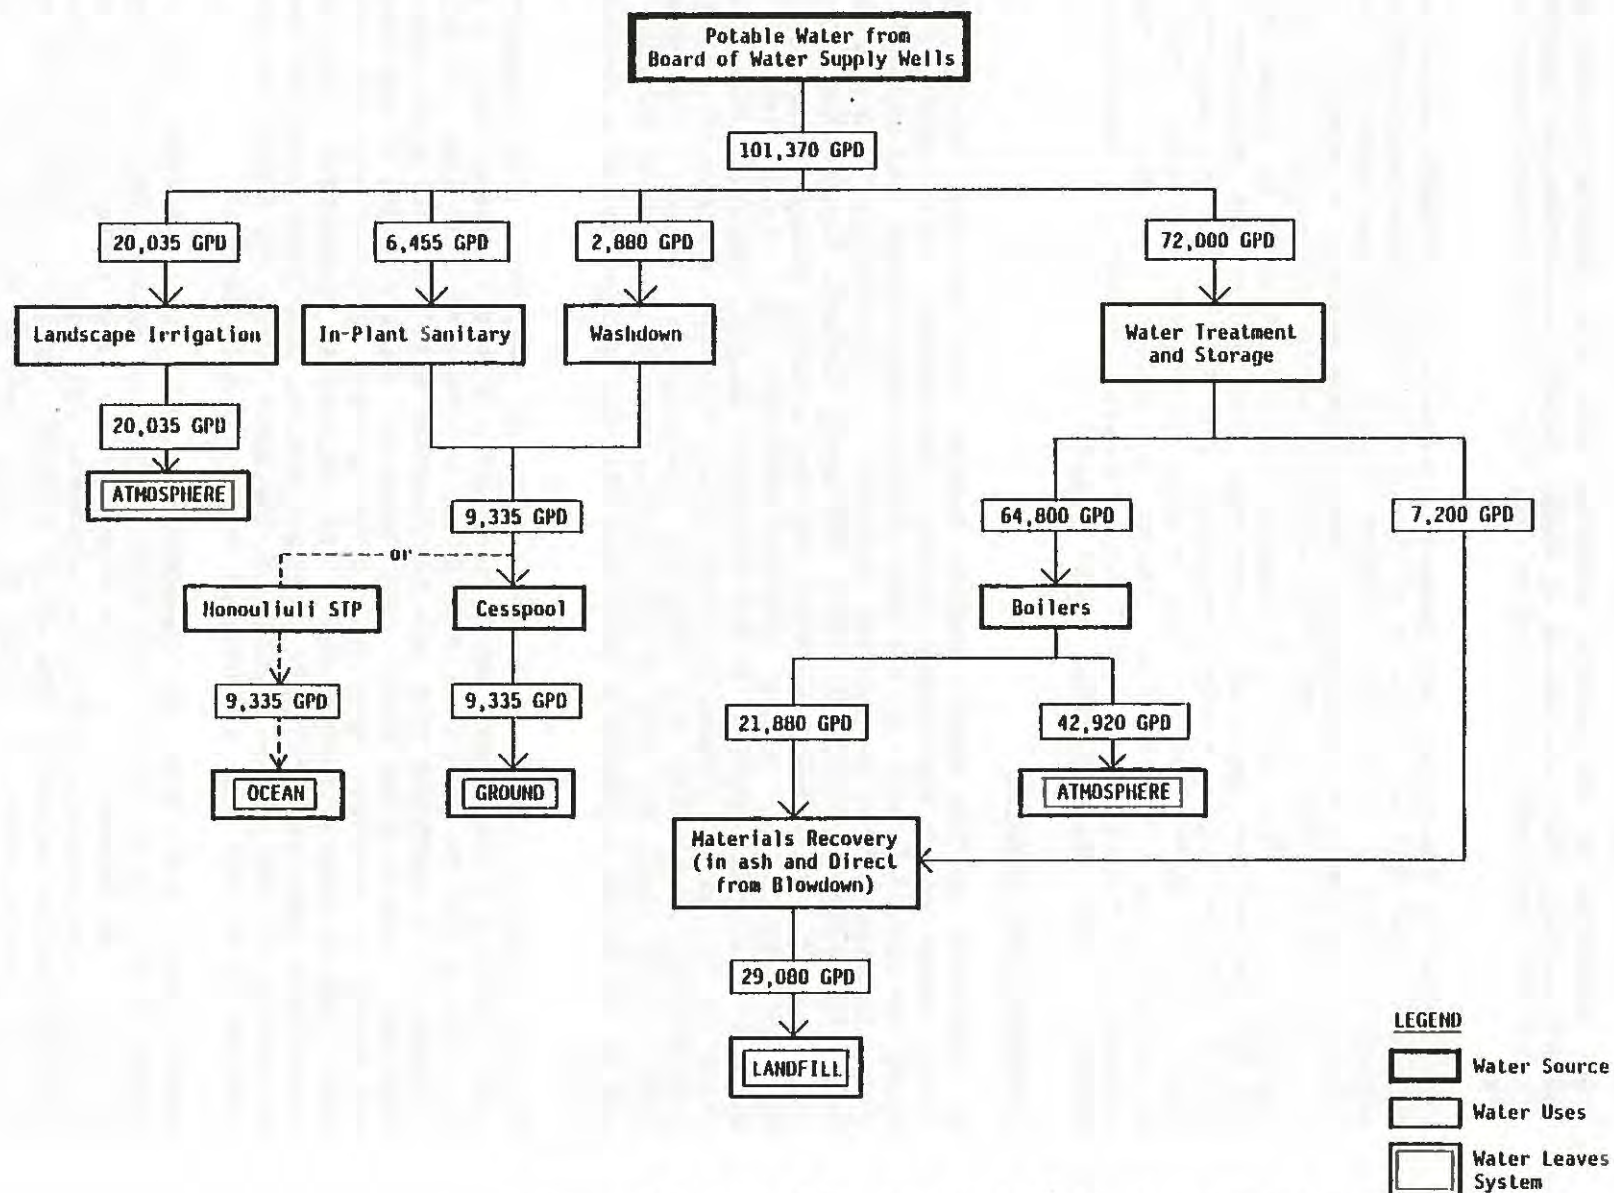 Potable Water from
Board of Water Supply Wells
101,370 GPD
20,035 GPD
6,455 GPD
2,880 GPD
72,000 GPD
Landscape Irrigation
In-Plant Sanitary
Washdown
Water Treatment
and Storage
20,035 GPD
ATMOSPHERE
9,335 GPD
64,800 GPD
7,200 GPD
or
Honouliuli STP
Cesspool
Boilers
9,335 GPD
9,335 GPD
21,880 GPD
42,920 GPD
OCEAN
GROUND
ATMOSPHERE
Materials Recovery
(in ash and Direct
from Blowdown)
29,080 GPD
LANDFILL
LEGEND
Water Source
Water Uses
Water Leaves
System